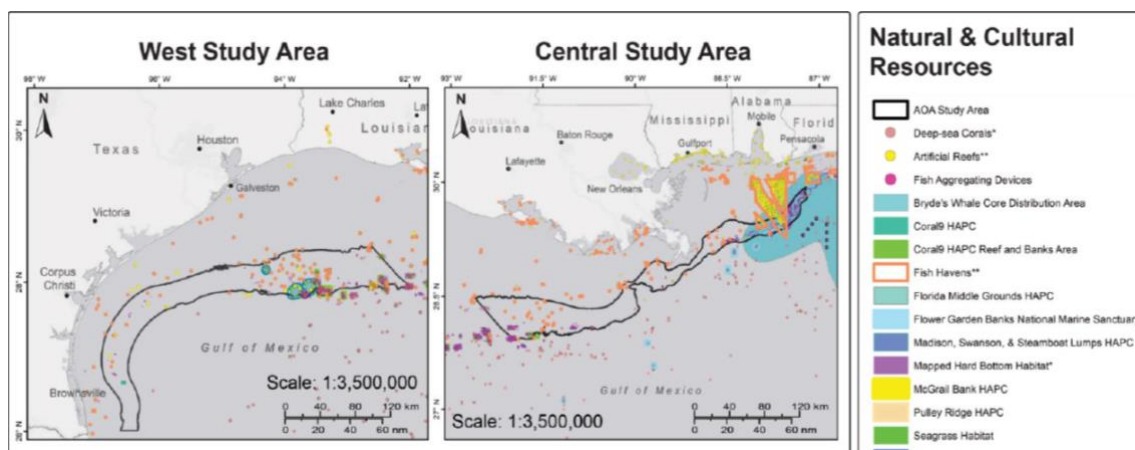 West Study Area
Central Study Area
Natural & Cultural
Resources
98°W
96°W
94°W
92°W
93°W
91.5°W
90°W
88.5°W
87°W
N
N
Lake Charles
Louisian
Houston
Texas
Galveston
Victoria
Corpus
Christi
Brownsville
Gulf of Mexico
Scale: 1:3,500,000
0 40 80 120 km
0 20 40 60 nm
28°N
26°N
Louisiana
Baton Rouge
Lafayette
New Orleans
Mississippi
Gulfport
Alabama
Mobile
Florid
Pensacola
30°N
28.5°N
27°N
Gulf of Mexico
Scale: 1:3,500,000
0 40 80 120 km
0 20 40 60 nm
AOA Study Area
Deep-sea Corals*
Artificial Reefs**
Fish Aggregating Devices
Bryde's Whale Core Distribution Area
Coral9 HAPC
Coral9 HAPC Reef and Banks Area
Fish Havens**
Florida Middle Grounds HAPC
Flower Garden Banks National Marine Sanctuar
Madison, Swanson, & Steamboat Lumps HAPC
Mapped Hard Bottom Habitat*
McGrail Bank HAPC
Pulley Ridge HAPC
Seagrass Habitat